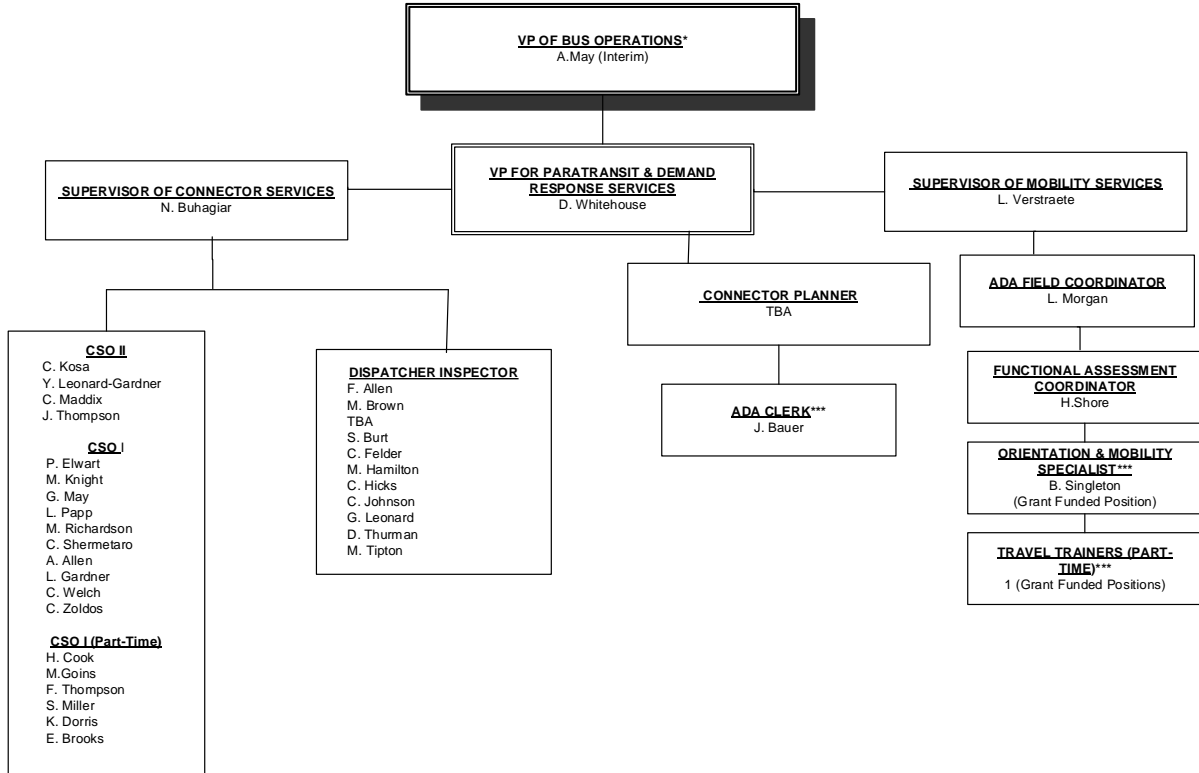 VP OF BUS OPERATIONS*
A.May (Interim)
SUPERVISOR OF CONNECTOR SERVICES
N. Buhagiar
VP FOR PARATRANSIT & DEMAND
RESPONSE SERVICES
D. Whitehouse
SUPERVISOR OF MOBILITY SERVICES
L. Verstraete
CSO II
C. Kosa
Y. Leonard-Gardner
C. Maddix
J. Thompson
CSO I
P. Elwart
M. Knight
G. May
L. Papp
M. Richardson
C. Shermetaro
A. Allen
L. Gardner
C. Welch
C. Zoldos
CSO I (Part-Time)
H. Cook
M.Goins
F. Thompson
S. Miller
K. Dorris
E. Brooks
DISPATCHER INSPECTOR
F. Allen
M. Brown
TBA
S. Burt
C. Felder
M. Hamilton
C. Hicks
C. Johnson
G. Leonard
D. Thurman
M. Tipton
CONNECTOR PLANNER
TBA
ADA CLERK***
J. Bauer
ADA FIELD COORDINATOR
L. Morgan
FUNCTIONAL ASSESSMENT
COORDINATOR
H.Shore
ORIENTATION & MOBILITY
SPECIALIST***
B. Singleton
(Grant Funded Position)
TRAVEL TRAINERS (PART-
TIME)***
1 (Grant Funded Positions)